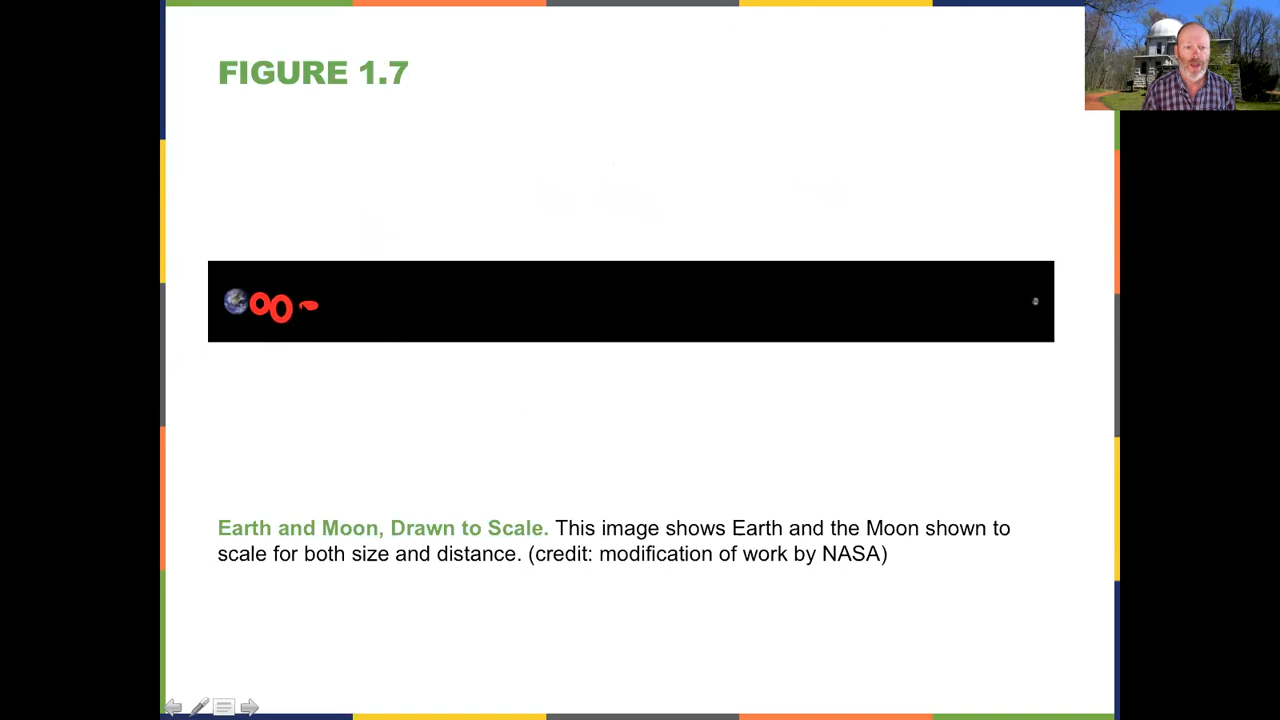 FIGURE 1.7
Earth and Moon, Drawn to Scale. This image shows Earth and the Moon shown to
scale for both size and distance. (credit: modification of work by NASA)